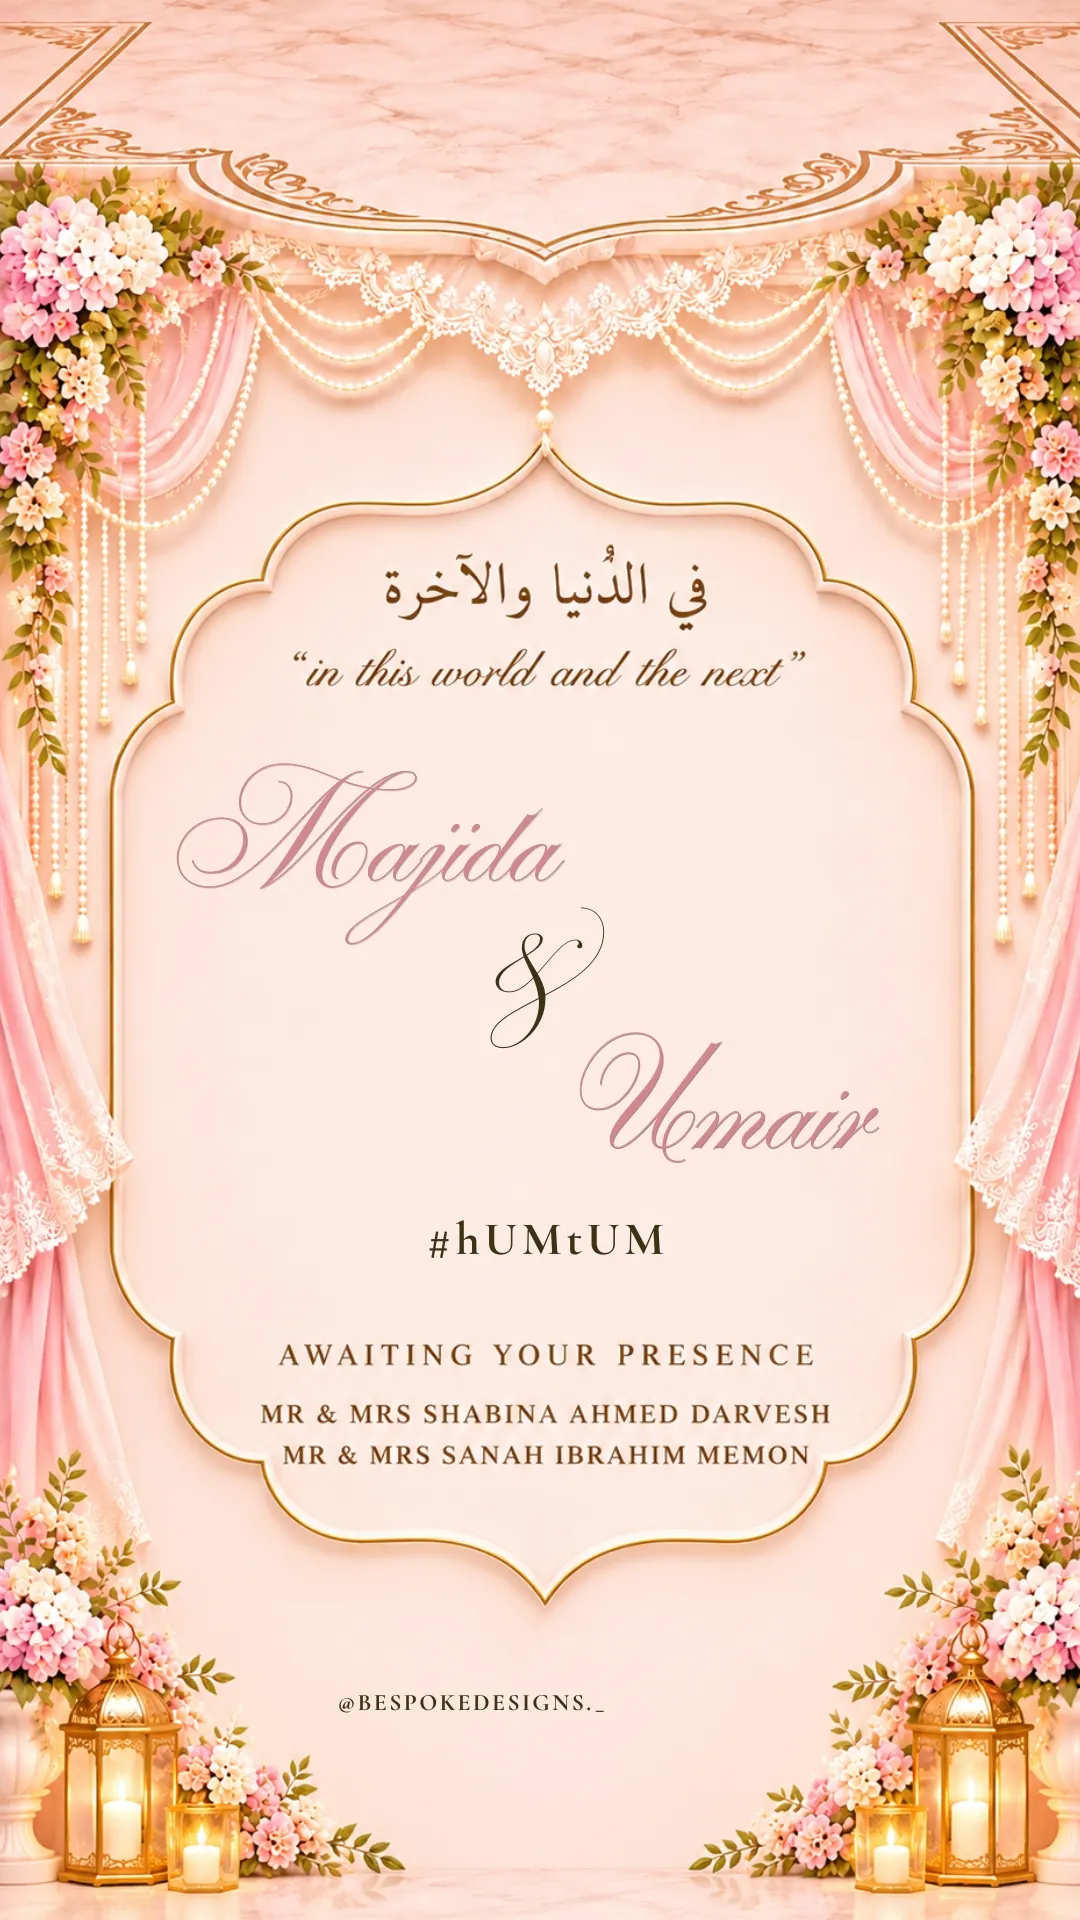 في الدُنيا والآخرة
“in this world and the next”
Majida
&
Umair
#hUMtUM
AWAITING YOUR PRESENCE
MR & MRS SHABINA AHMED DARVESH
MR & MRS SANAH IBRAHIM MEMON
@BESPOKEDESIGNS._